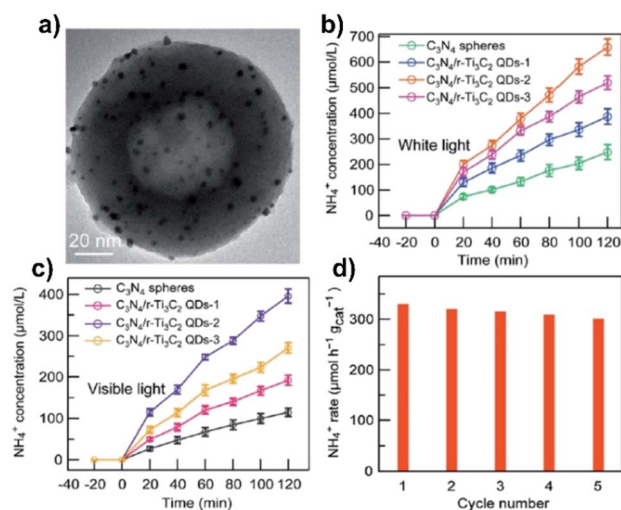 a)
20 nm
b)
NH₄⁺ concentration (μmol/L)
700
600
500
400
300
200
100
0
C₃N₄ spheres
C₃N₄/r-Ti₃C₂ QDs-1
C₃N₄/r-Ti₃C₂ QDs-2
C₃N₄/r-Ti₃C₂ QDs-3
White light
-40 -20 0 20 40 60 80 100 120
Time (min)
c)
NH₄⁺ concentration (μmol/L)
400
300
200
100
0
C₃N₄ spheres
C₃N₄/r-Ti₃C₂ QDs-1
C₃N₄/r-Ti₃C₂ QDs-2
C₃N₄/r-Ti₃C₂ QDs-3
Visible light
-40 -20 0 20 40 60 80 100 120
Time (min)
d)
NH₄⁺ rate (μmol h⁻¹ gcat⁻¹)
400
300
200
100
0
1 2 3 4 5
Cycle number